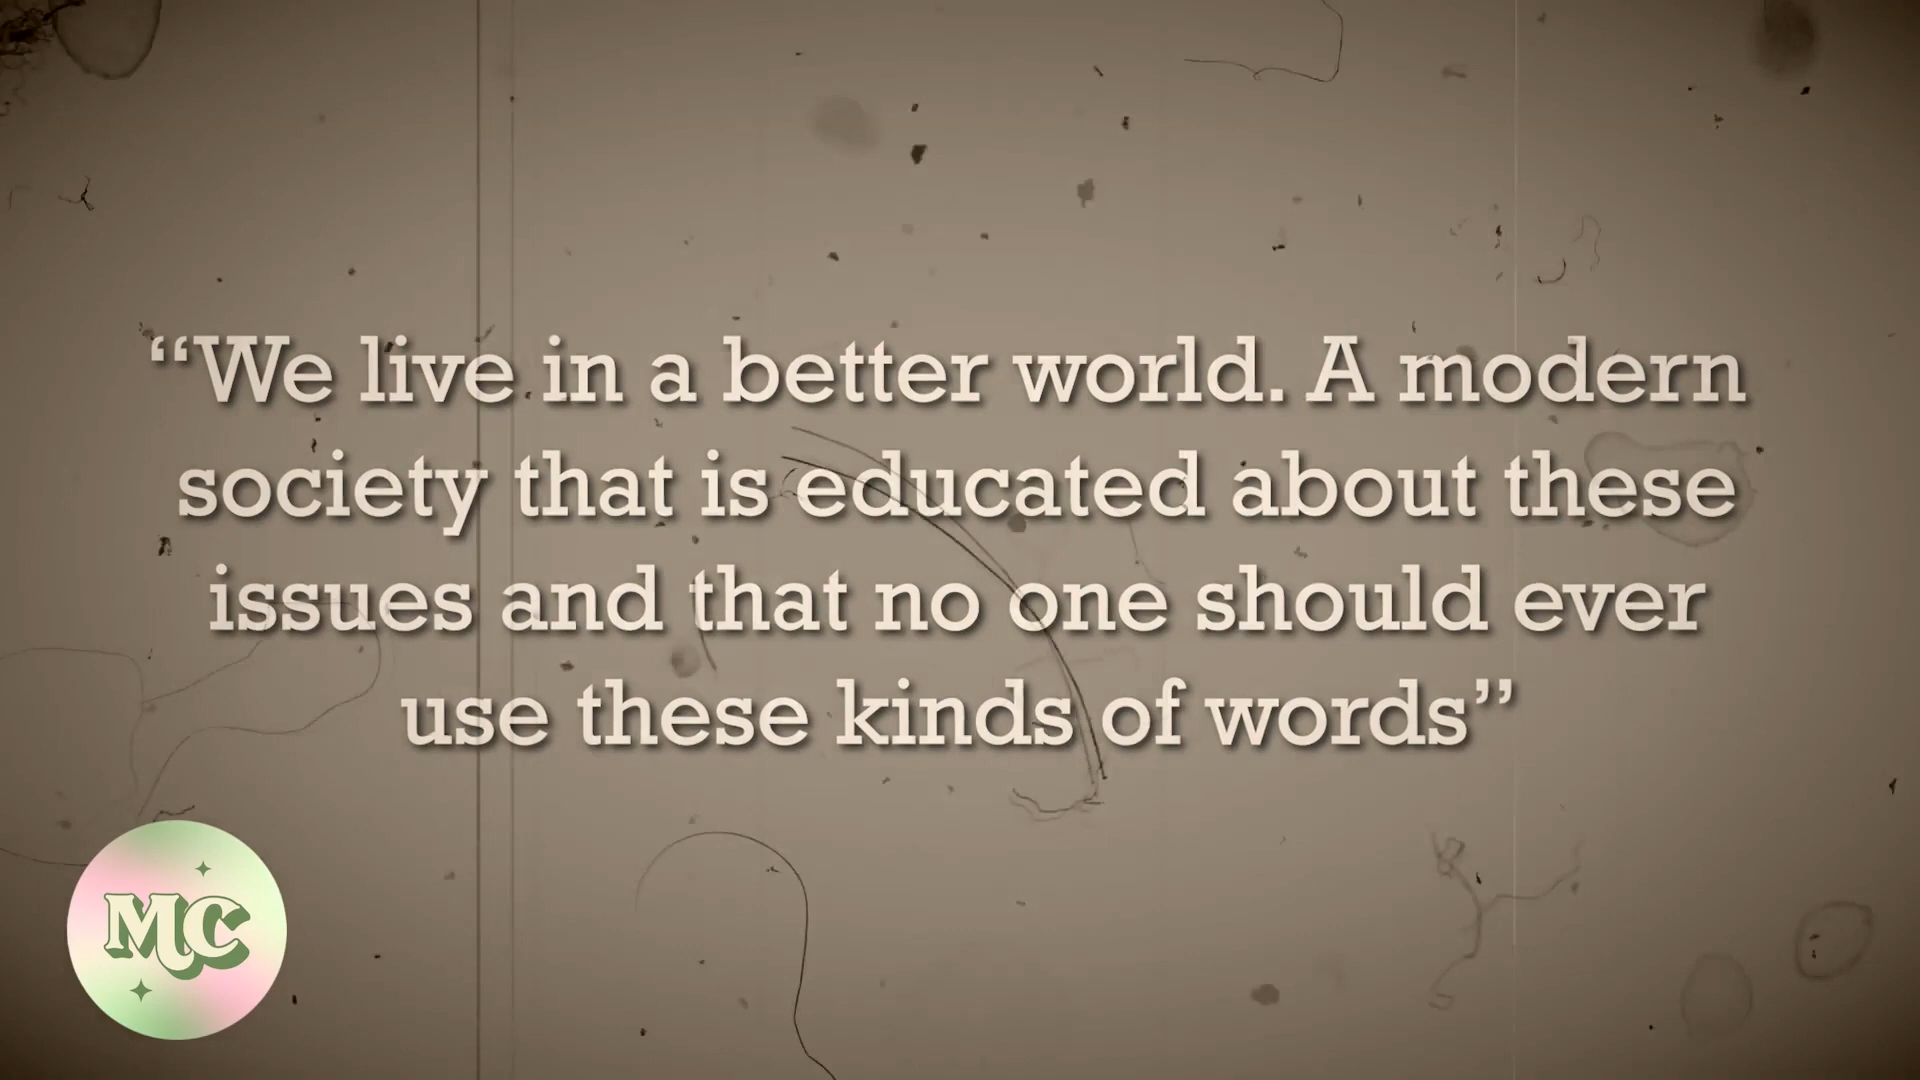 “We live in a better world. A modern
society that is educated about these
issues and that no one should ever
use these kinds of words”
MC